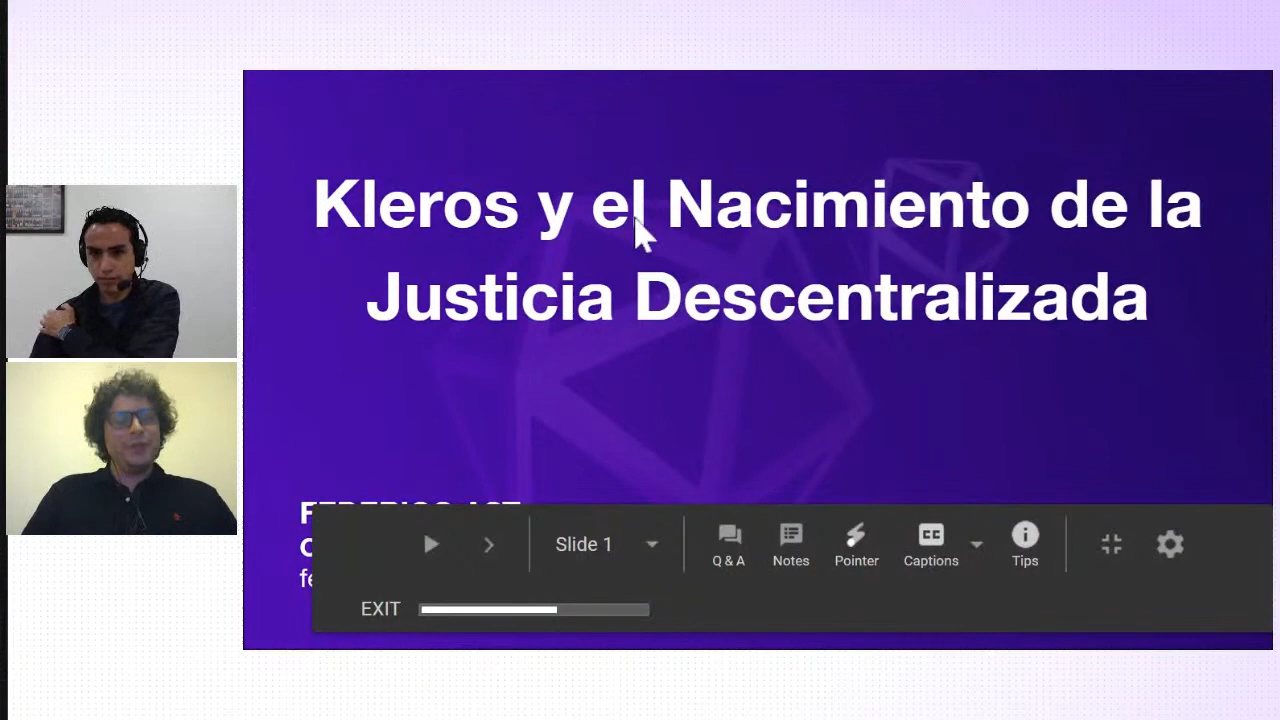 Kleros y el Nacimiento de la
Justicia Descentralizada
Slide 1
Q & A
Notes
Pointer
Captions
Tips
EXIT